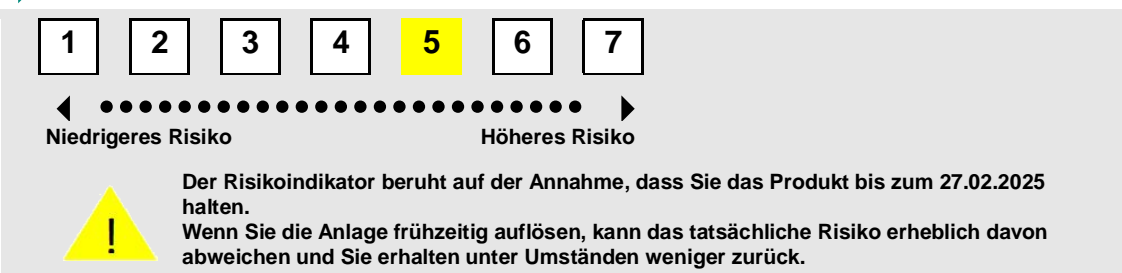 1 2 3 4 5 6 7
Niedrigeres Risiko Höheres Risiko
Der Risikoindikator beruht auf der Annahme, dass Sie das Produkt bis zum 27.02.2025
halten.
Wenn Sie die Anlage frühzeitig auflösen, kann das tatsächliche Risiko erheblich davon
abweichen und Sie erhalten unter Umständen weniger zurück.
!